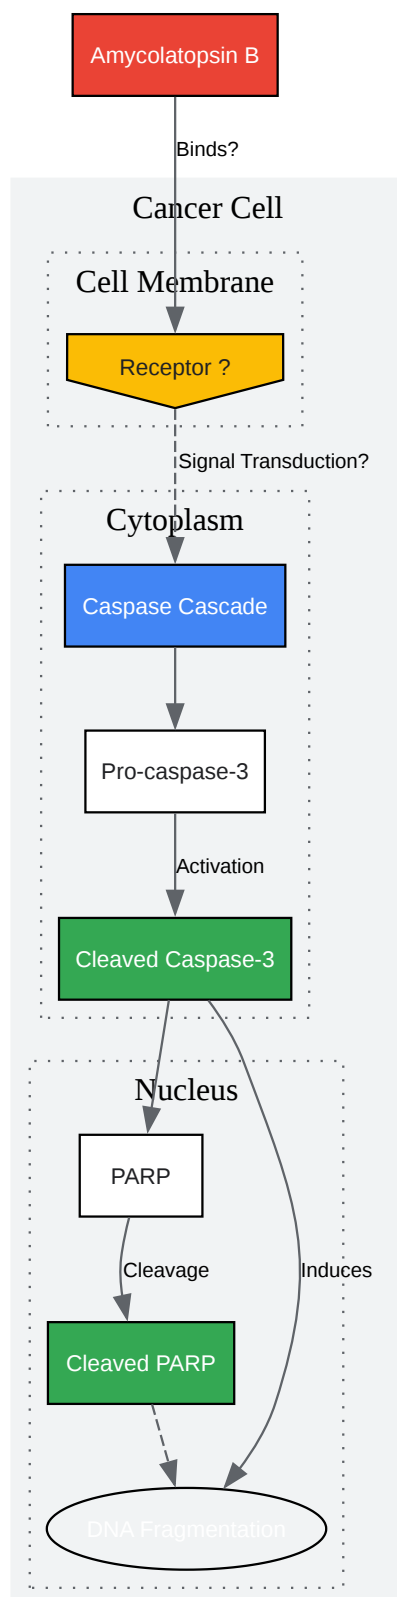 Amycolatopsin B
Binds?
Cancer Cell
Cell Membrane
Receptor ?
Signal Transduction?
Cytoplasm
Caspase Cascade
Pro-caspase-3
Activation
Cleaved Caspase-3
Nucleus
PARP
Cleavage
Induces
Cleaved PARP
DNA Fragmentation